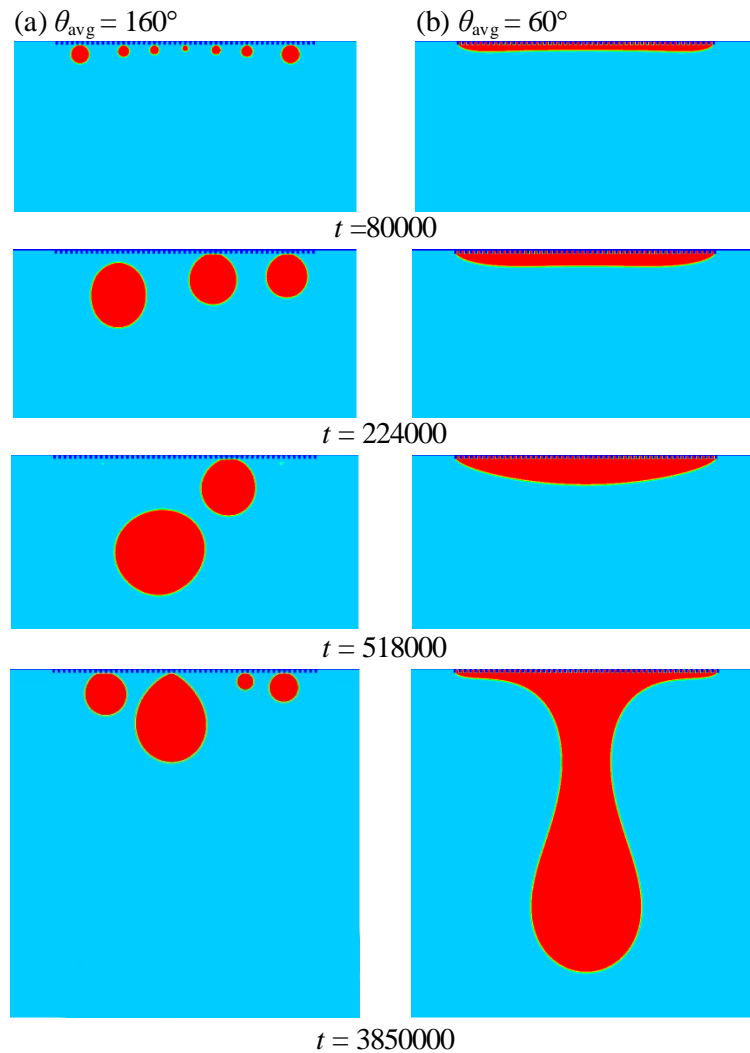 (a) θavg = 160° (b) θavg = 60°
t =80000
t = 224000
t = 518000
t = 3850000